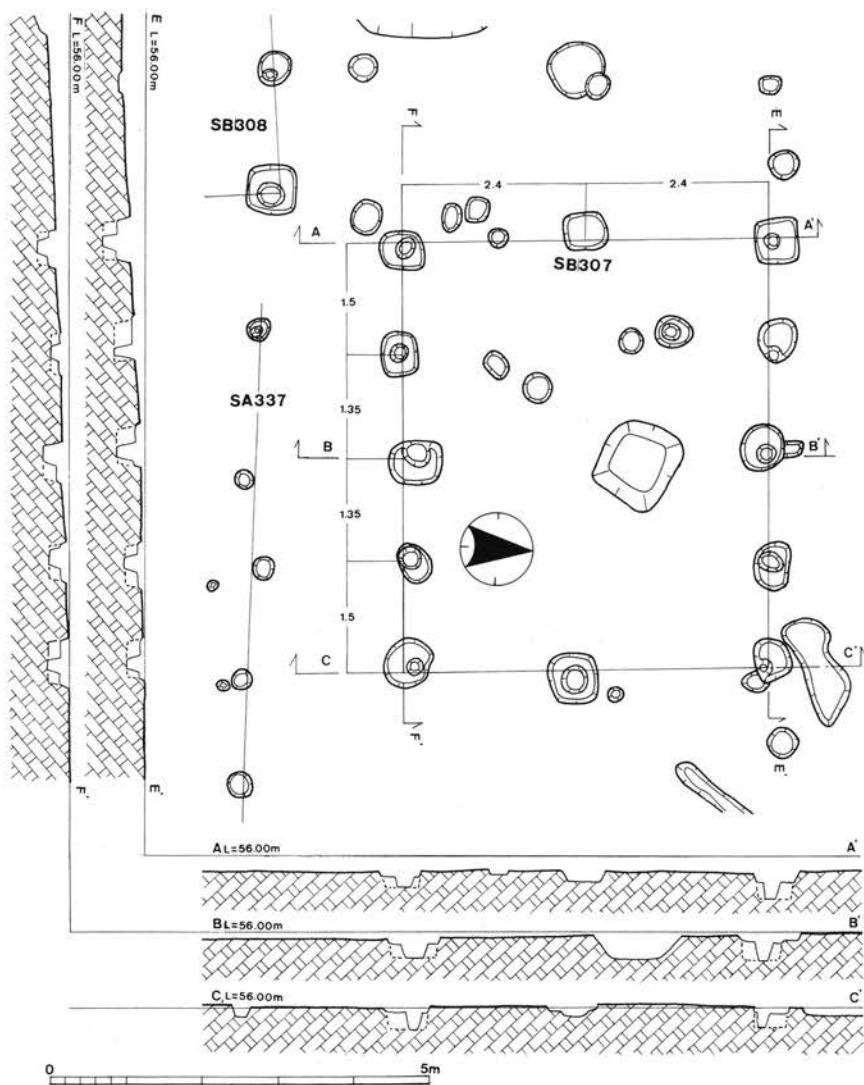 F L=56.00m
E L=56.00m
SB308
F
E
2.4
2.4
A
A'
SB307
1.5
SA337
1.35
B
B'
1.35
1.5
C
C'
F'
E'
F'
E'
A L=56.00m
A'
B L=56.00m
B'
C L=56.00m
C'
0
5m